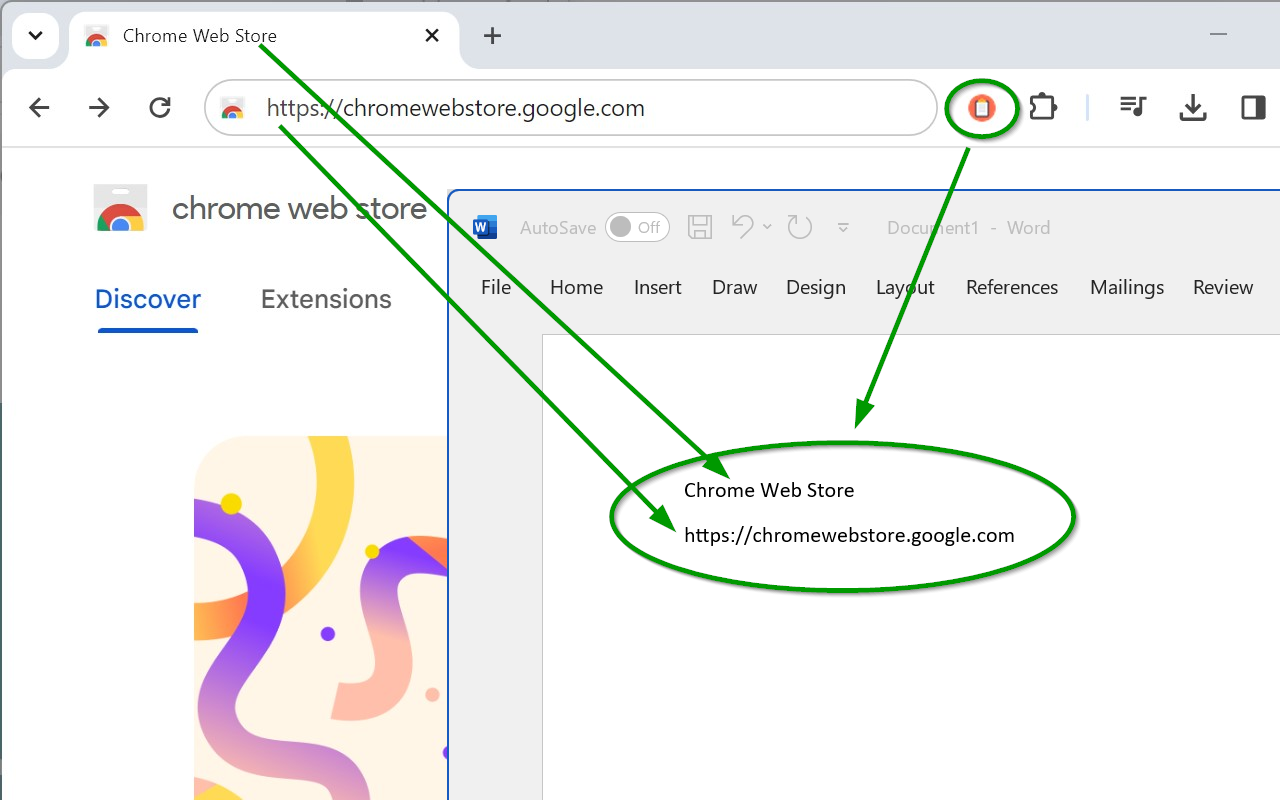 Chrome Web Store
https://chromewebstore.google.com
chrome web store
Discover Extensions
AutoSave Off Document1 - Word
File Home Insert Draw Design Layout References Mailings Review
Chrome Web Store
https://chromewebstore.google.com